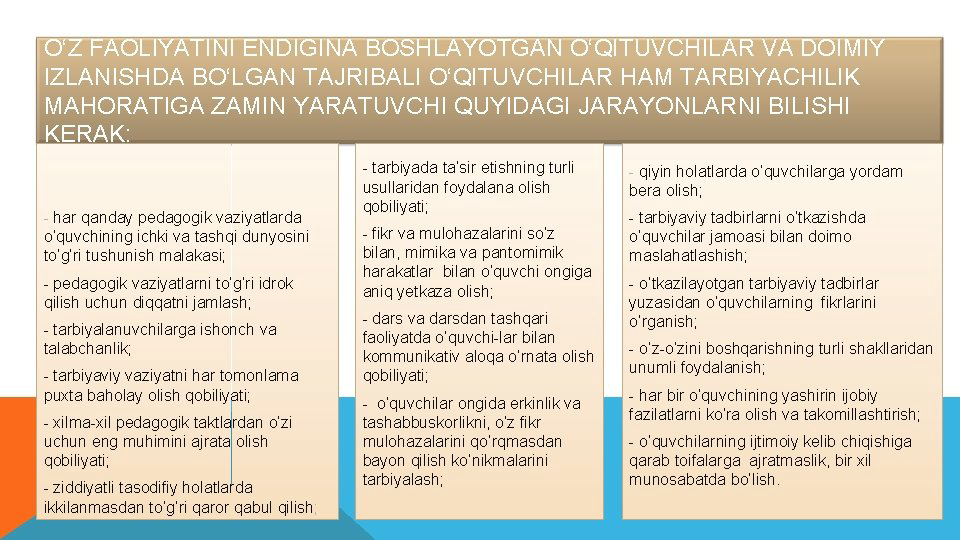 O‘Z FAOLIYATINI ENDIGINA BOSHLAYOTGAN O‘QITUVCHILAR VA DOIMIY
IZLANISHDA BO‘LGAN TAJRIBALI O‘QITUVCHILAR HAM TARBIYACHILIK
MAHORATIGA ZAMIN YARATUVCHI QUYIDAGI JARAYONLARNI BILISHI
KERAK:
- har qanday pedagogik vaziyatlarda
o‘quvchining ichki va tashqi dunyosini
to‘g‘ri tushunish malakasi;
- pedagogik vaziyatlarni to‘g‘ri idrok
qilish uchun diqqatni jamlash;
- tarbiyalanuvchilarga ishonch va
talabchanlik;
- tarbiyaviy vaziyatni har tomonlama
puxta baholay olish qobiliyati;
- xilma-xil pedagogik taktlardan o‘zi
uchun eng muhimini ajrata olish
qobiliyati;
- ziddiyatli tasodifiy holatlarda
ikkilanmasdan to‘g‘ri qaror qabul qilish;
- tarbiyada ta’sir etishning turli
usullaridan foydalana olish
qobiliyati;
- fikr va mulohazalarini so‘z
bilan, mimika va pantomimik
harakatlar bilan o‘quvchi ongiga
aniq yetkaza olish;
- dars va darsdan tashqari
faoliyatda o‘quvchi-lar bilan
kommunikativ aloqa o‘rnata olish
qobiliyati;
- o‘quvchilar ongida erkinlik va
tashabbuskorlikni, o‘z fikr
mulohazalarini qo‘rqmasdan
bayon qilish ko‘nikmalarini
tarbiyalash;
- qiyin holatlarda o‘quvchilarga yordam
bera olish;
- tarbiyaviy tadbirlarni o‘tkazishda
o‘quvchilar jamoasi bilan doimo
maslahatlashish;
- o‘tkazilayotgan tarbiyaviy tadbirlar
yuzasidan o‘quvchilarning fikrlarini
o‘rganish;
- o‘z-o‘zini boshqarishning turli shakllaridan
unumli foydalanish;
- har bir o‘quvchining yashirin ijobiy
fazilatlarni ko‘ra olish va takomillashtirish;
- o‘quvchilarning ijtimoiy kelib chiqishiga
qarab toifalarga ajratmaslik, bir xil
munosabatda bo‘lish.